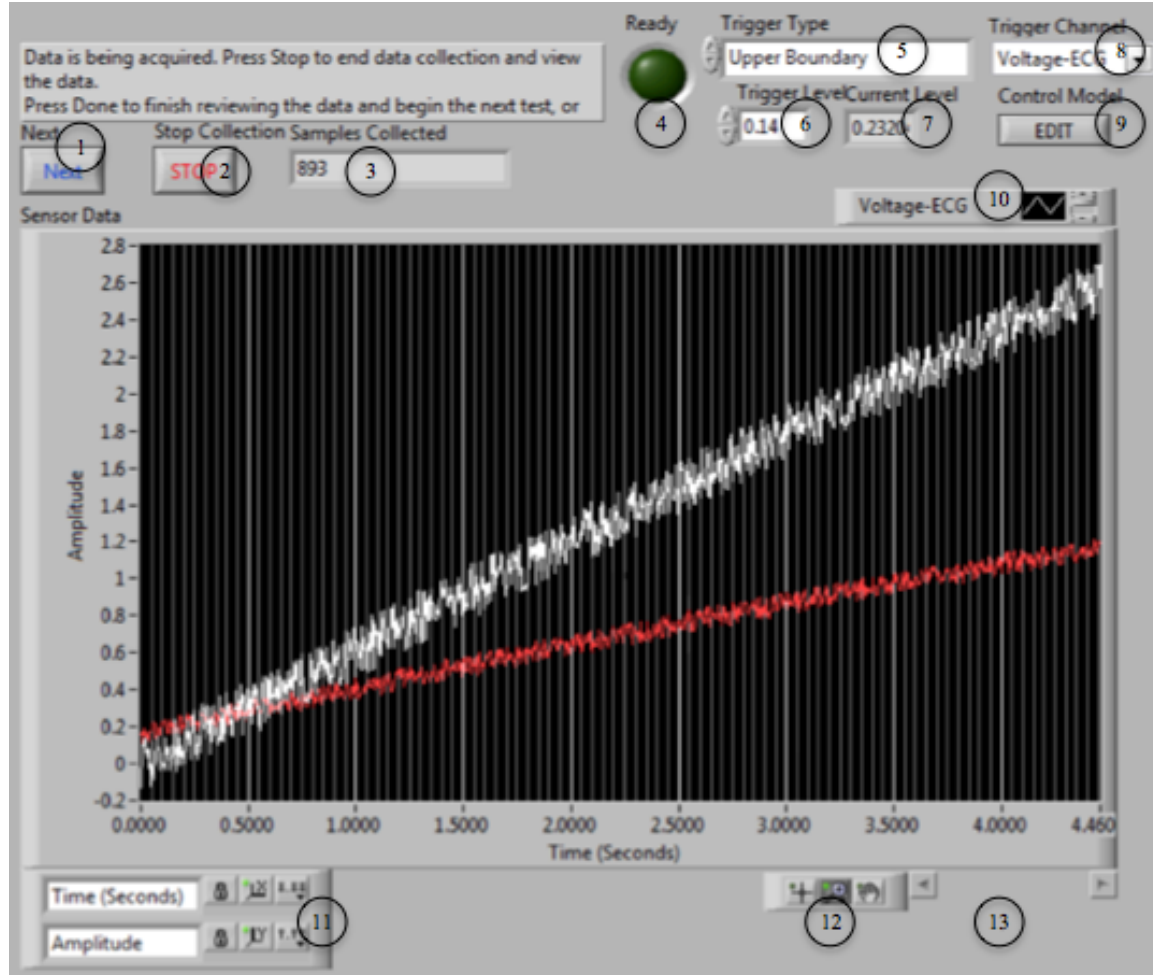 Ready
Trigger Type
Trigger Channel
Data is being acquired. Press Stop to end data collection and view
the data.
Press Done to finish reviewing the data and begin the next test, or
Upper Boundary
5
Voltage-ECG
8
4
Trigger Level
Current Level
Control Model
0.14
6
0.2320
7
EDIT
9
Next
1
Stop Collection
Samples Collected
Next
STOP
2
893
3
Voltage-ECG
10
Sensor Data
2.8
2.6
2.4
2.2
2
1.8
1.6
1.4
1.2
1
0.8
0.6
0.4
0.2
0
-0.2
Amplitude
0.0000 0.5000 1.0000 1.5000 2.0000 2.5000 3.0000 3.5000 4.0000 4.460
Time (Seconds)
Time (Seconds)
Amplitude
11
12
13